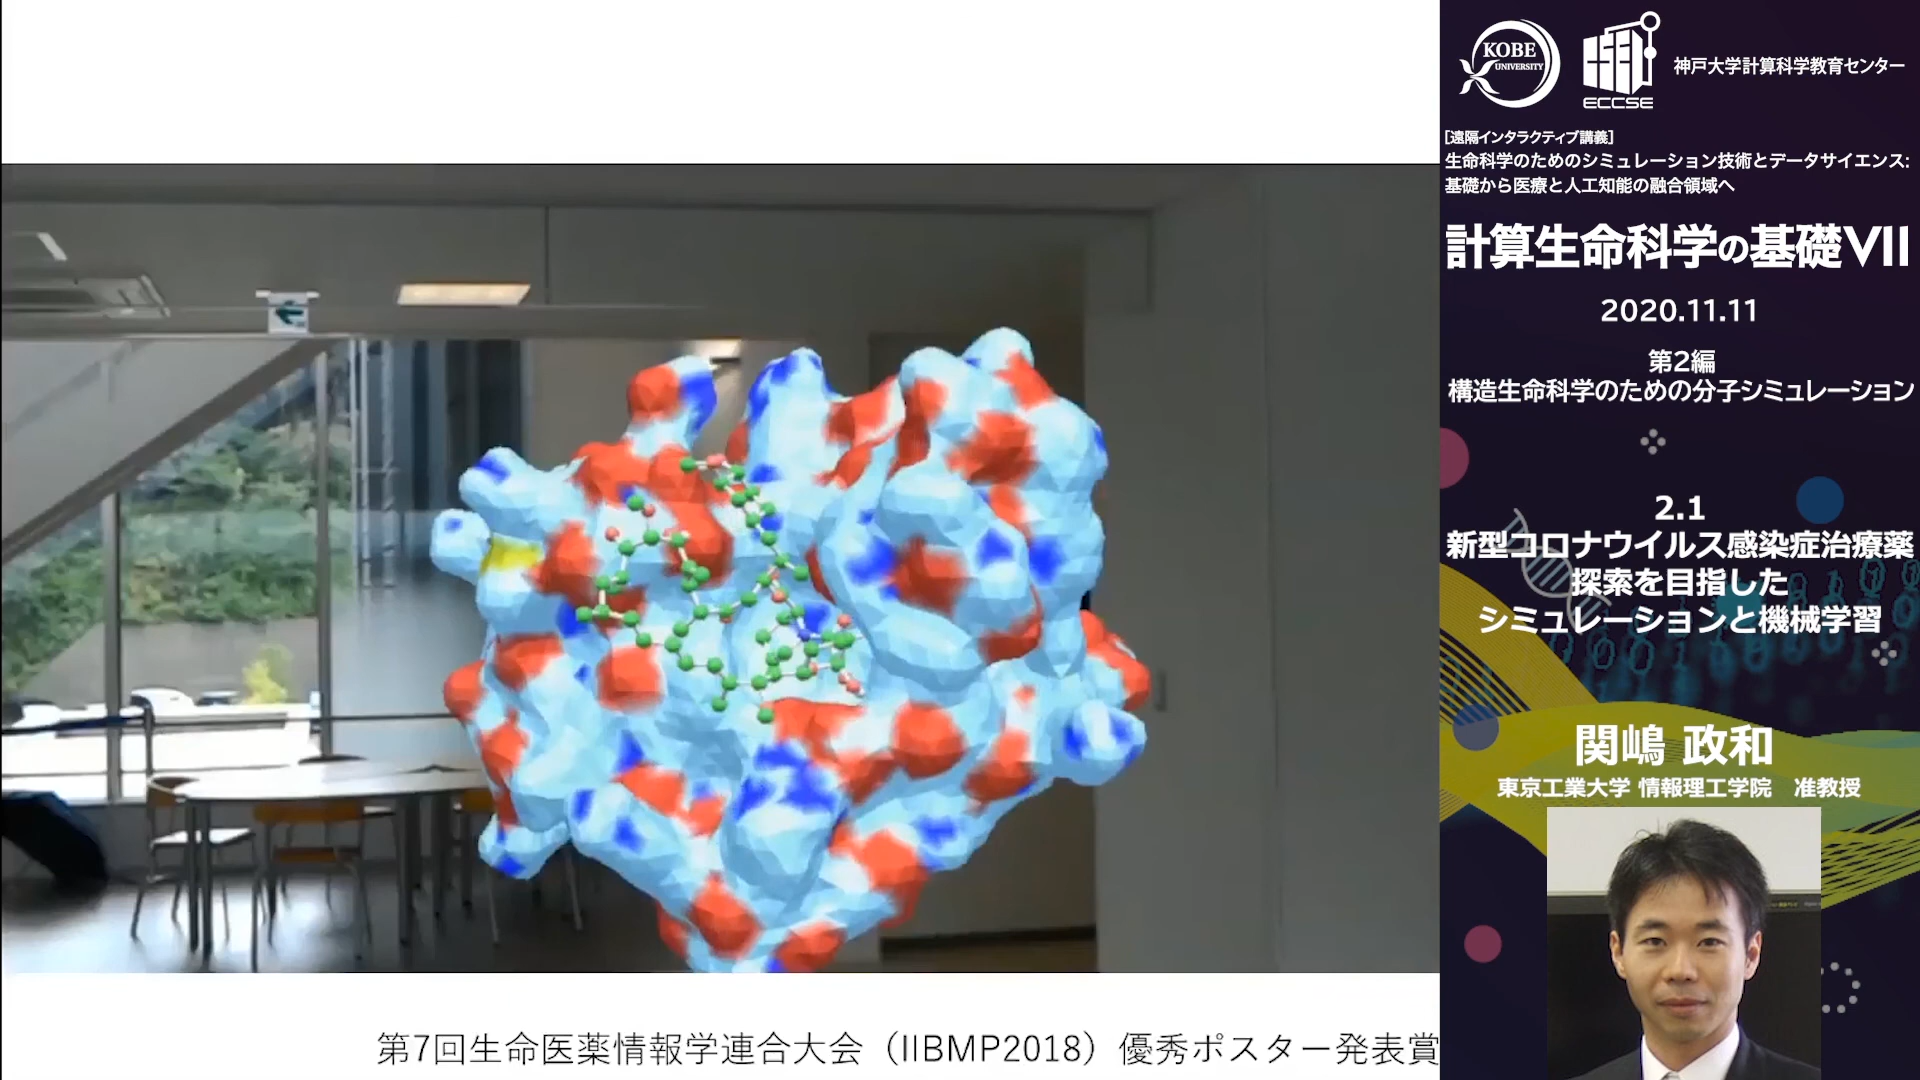 KOBE
UNIVERSITY
ECCSE
神戸大学計算科学教育センター
[遠隔インタラクティブ講義]
生命科学のためのシミュレーション技術とデータサイエンス:
基礎から医療と人工知能の融合領域へ
計算生命科学の基礎VII
2020.11.11
第2編
構造生命科学のための分子シミュレーション
2.1
新型コロナウイルス感染症治療薬
探索を目指した
シミュレーションと機械学習
関嶋 政和
東京工業大学 情報理工学院　准教授
第7回生命医薬情報学連合大会（IIBMP2018）優秀ポスター発表賞